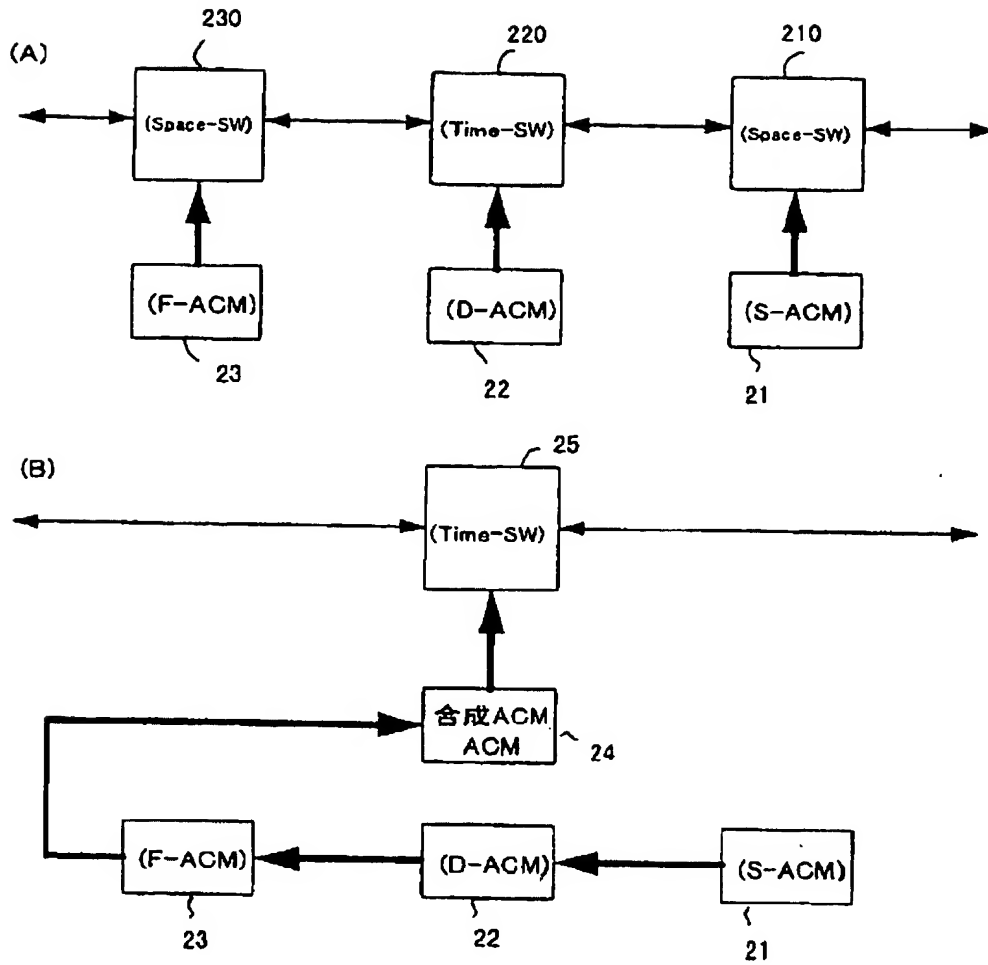 (A)
230
220
210
(Space-SW)
(Time-SW)
(Space-SW)
(F-ACM)
(D-ACM)
(S-ACM)
23
22
21
(B)
25
(Time-SW)
合成ACM
ACM
24
(F-ACM)
(D-ACM)
(S-ACM)
23
22
21